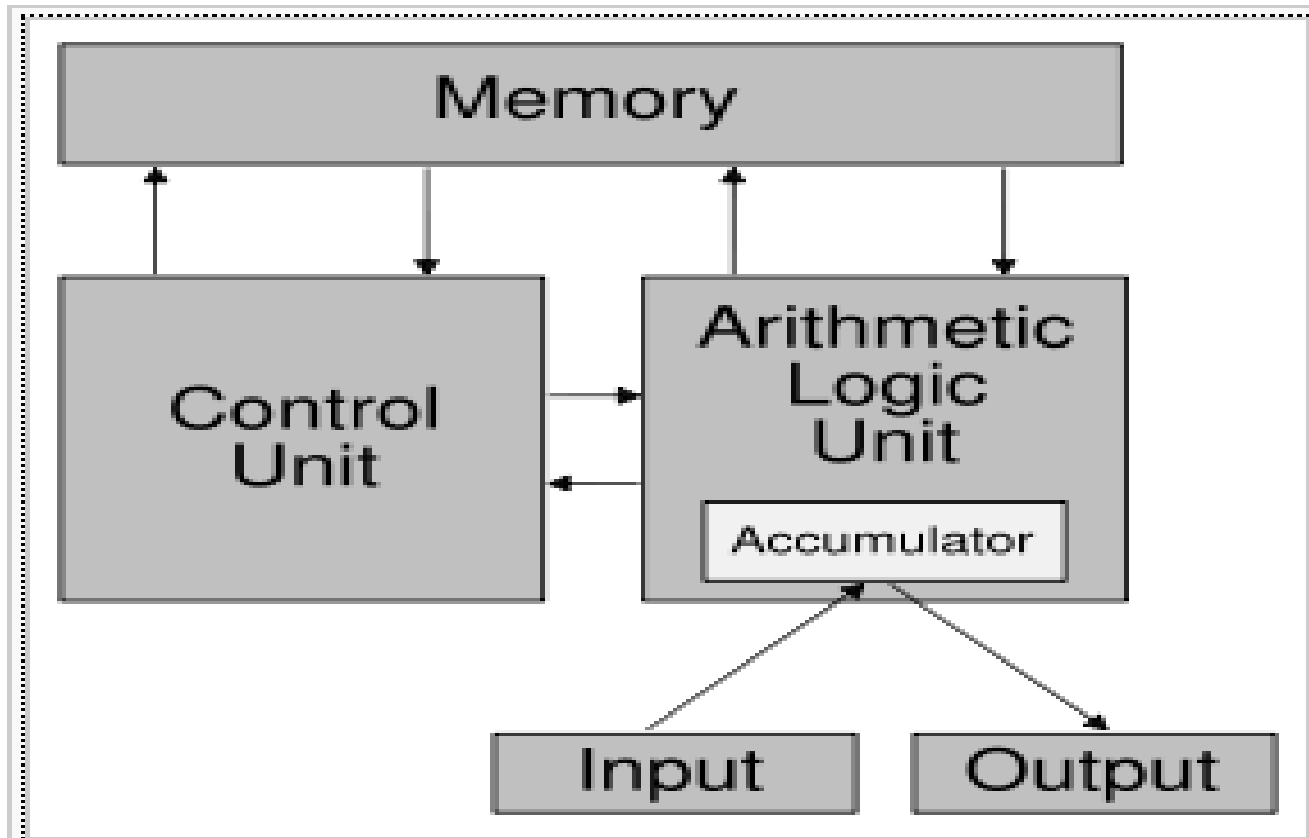 Memory
Control
Unit
Arithmetic
Logic
Unit
Accumulator
Input
Output